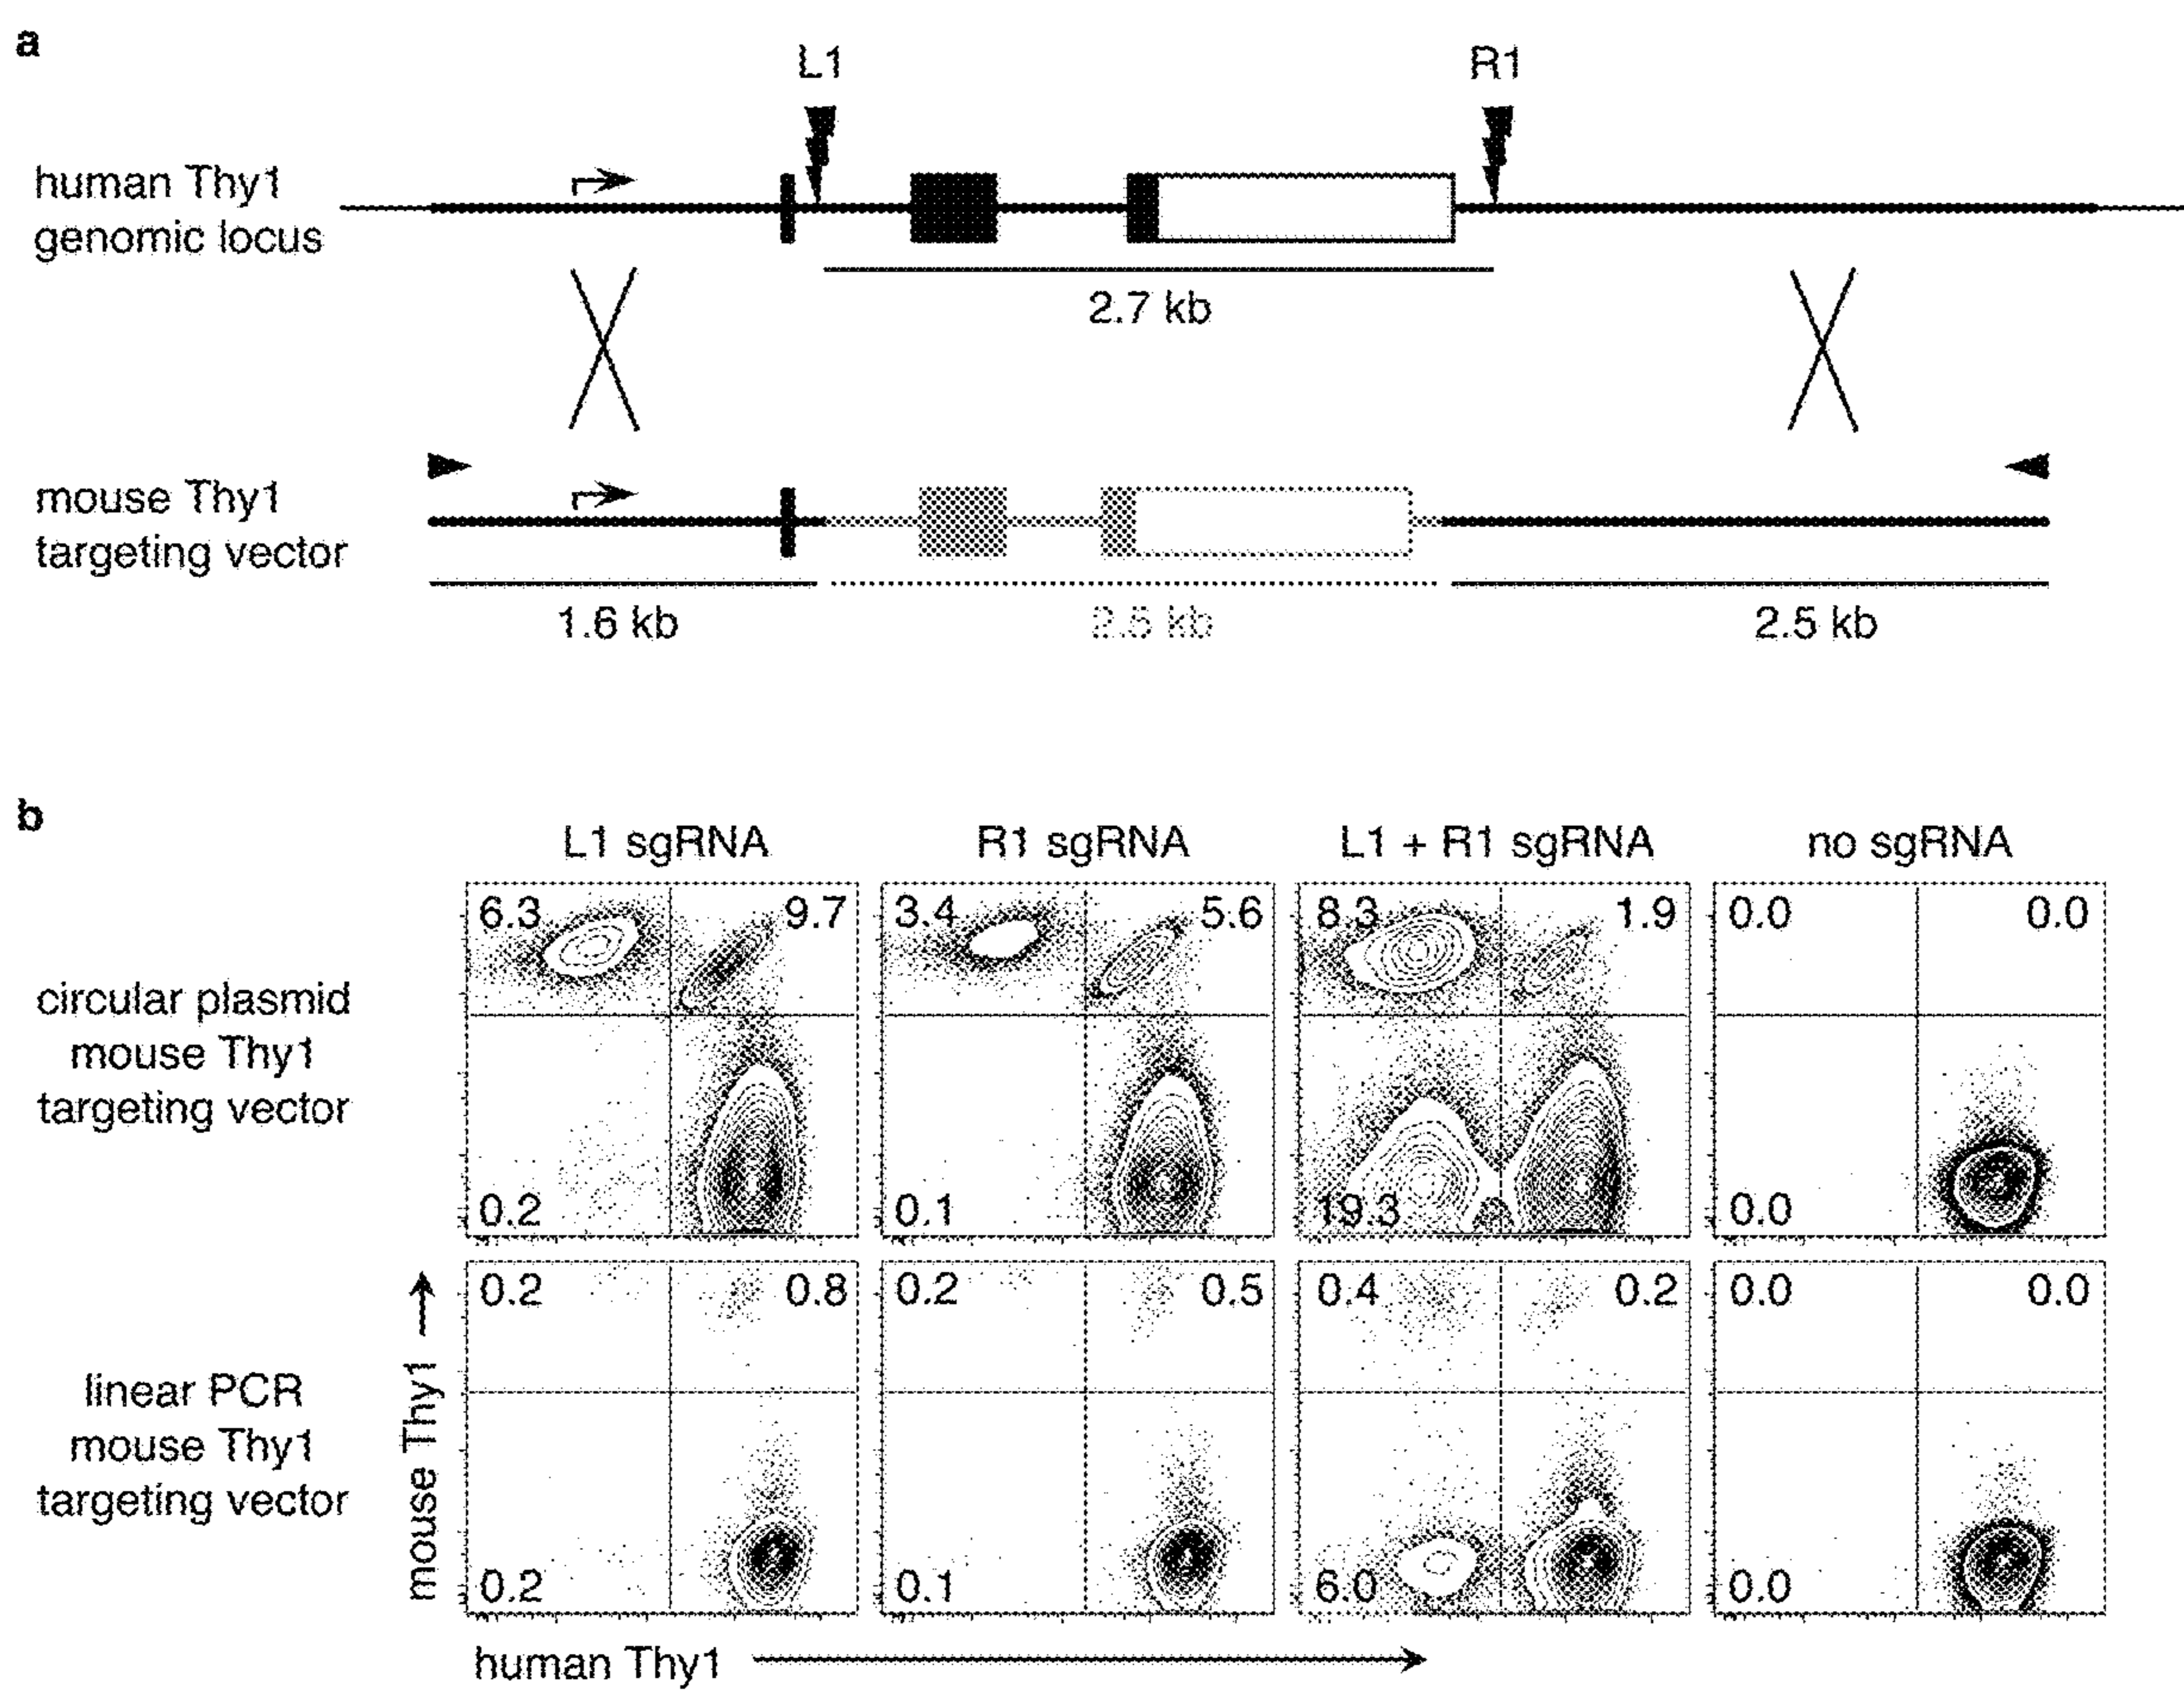 a
L1
R1
human Thy1
genomic locus
2.7 kb
mouse Thy1
targeting vector
1.6 kb
2.5 kb
2.5 kb
b
L1 sgRNA
R1 sgRNA
L1 + R1 sgRNA
no sgRNA
circular plasmid
mouse Thy1
targeting vector
6.3
9.7
0.2
3.4
5.6
0.1
8.3
1.9
19.3
0.0
0.0
0.0
linear PCR
mouse Thy1
targeting vector
0.2
0.8
0.2
0.2
0.5
0.1
0.4
0.2
6.0
0.0
0.0
0.0
mouse Thy1
human Thy1